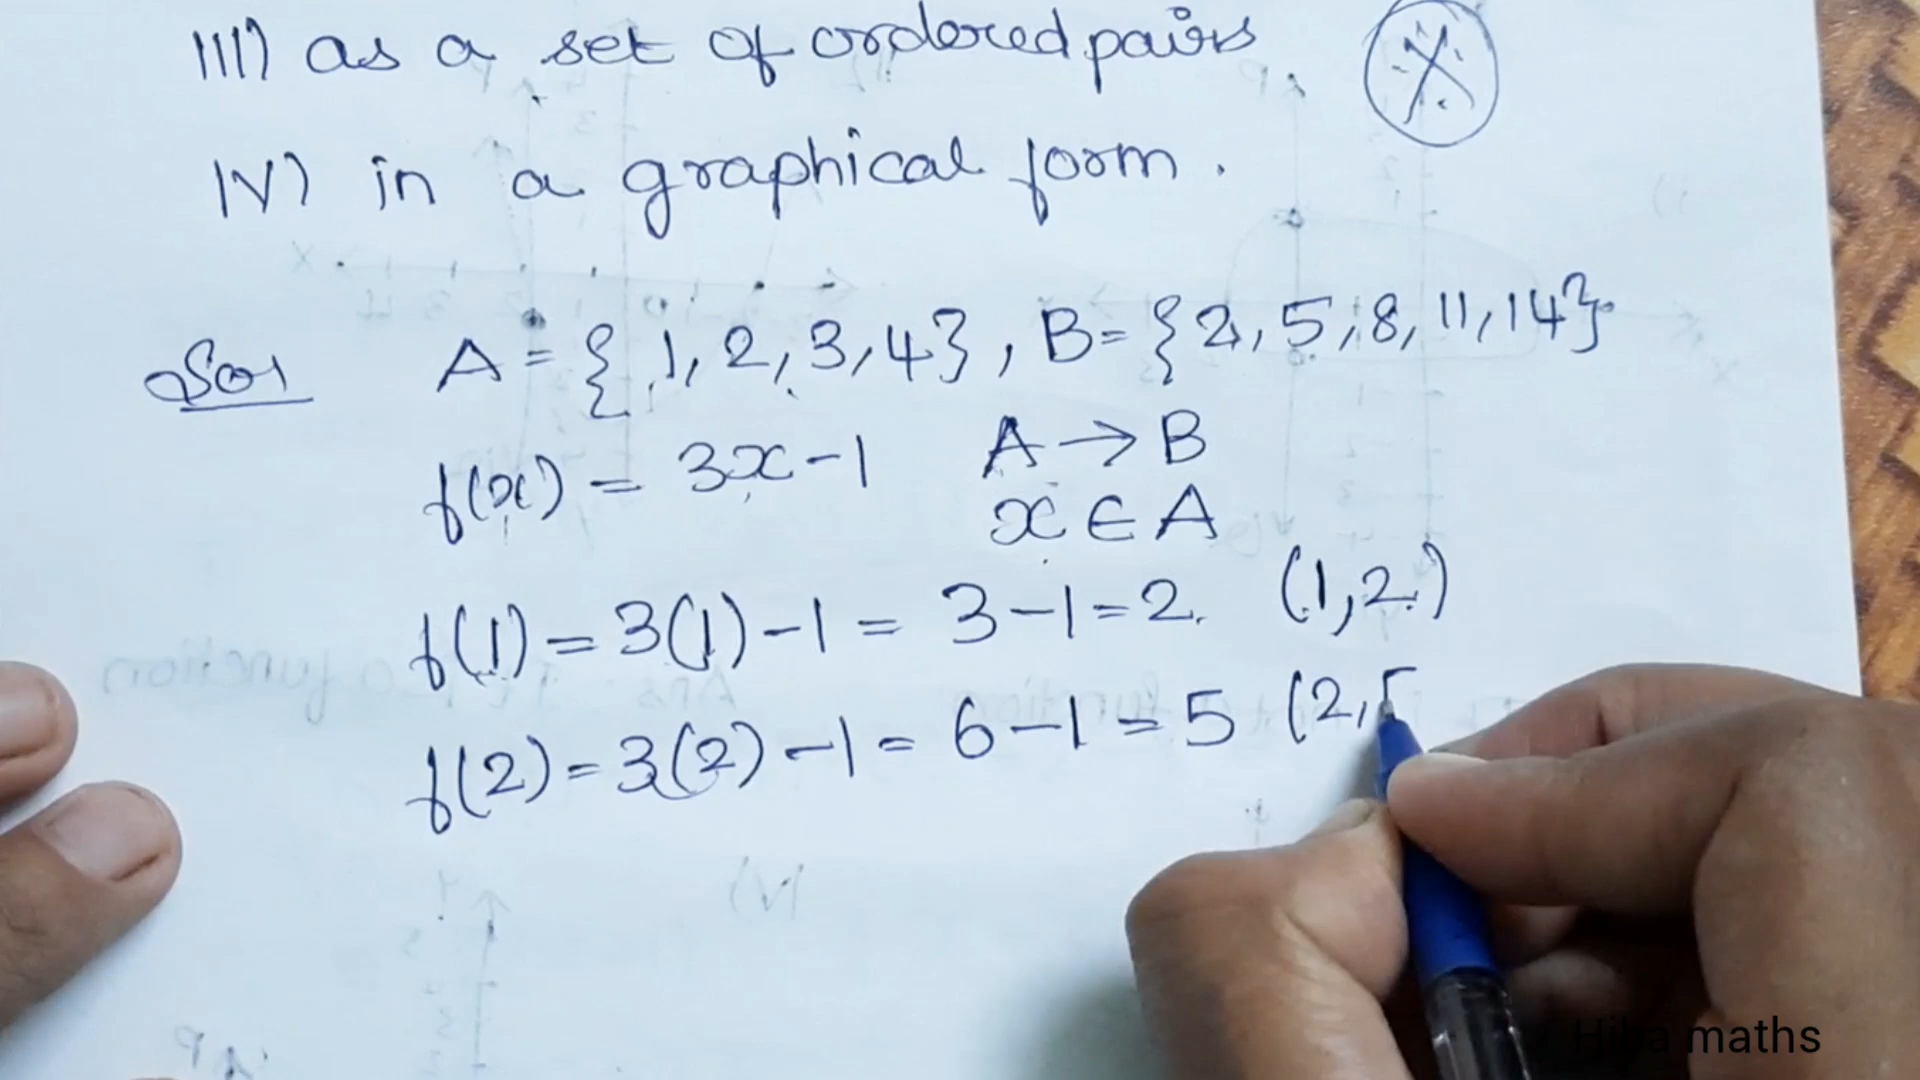 III) as a set of ordered pairs
IV) in a graphical form.
Sol A = { 1, 2, 3, 4 }, B = { 2, 5, 8, 11, 14 }
f(x) = 3x - 1 A → B
x ∈ A
f(1) = 3(1) - 1 = 3 - 1 = 2. (1, 2)
f(2) = 3(2) - 1 = 6 - 1 = 5 (2, 5
Hiba maths